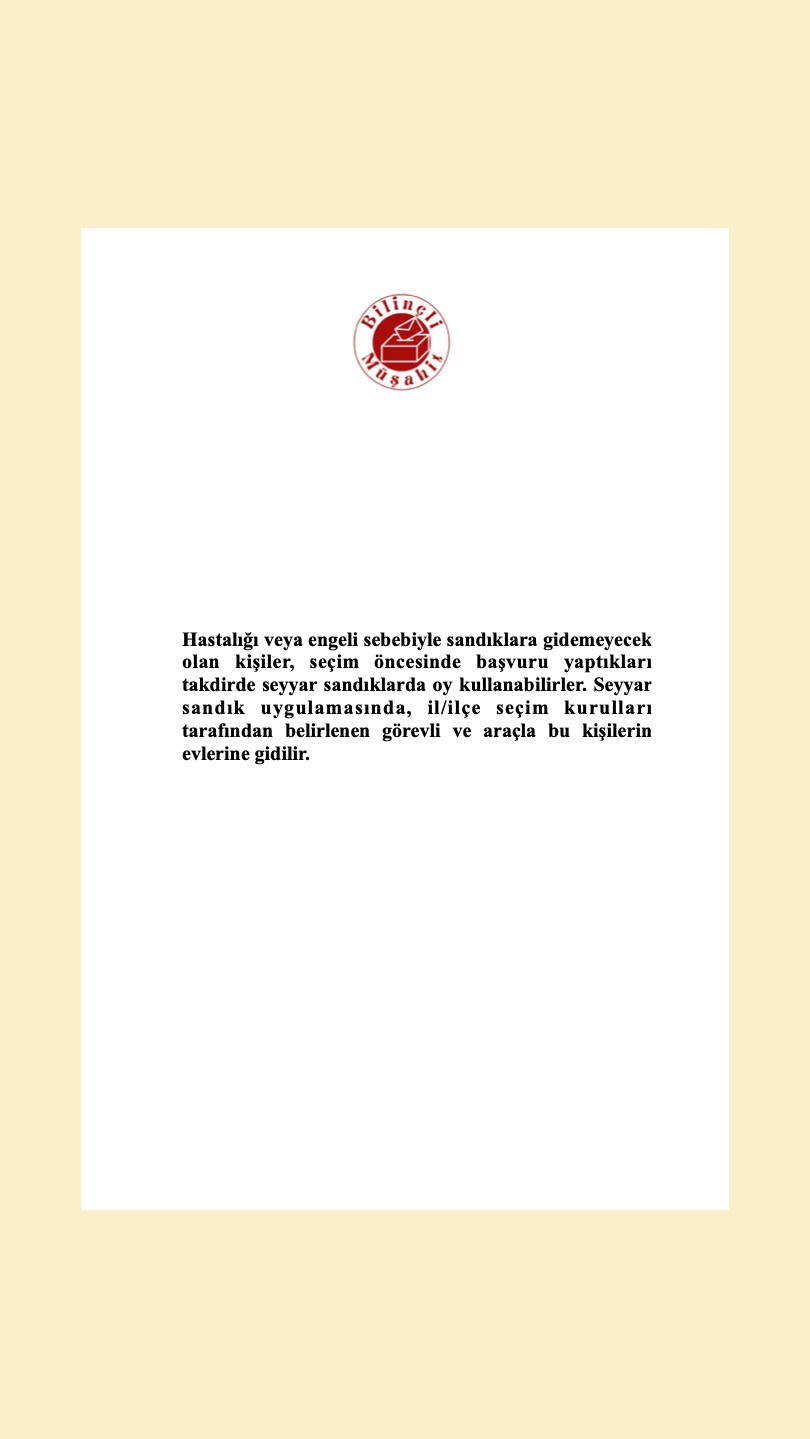 Bilinçli
Müşahit
Hastalığı veya engeli sebebiyle sandıklara gidemeyecek
olan kişiler, seçim öncesinde başvuru yaptıkları
takdirde seyyar sandıklarda oy kullanabilirler. Seyyar
sandık uygulamasında, il/ilçe seçim kurulları
tarafından belirlenen görevli ve araçla bu kişilerin
evlerine gidilir.